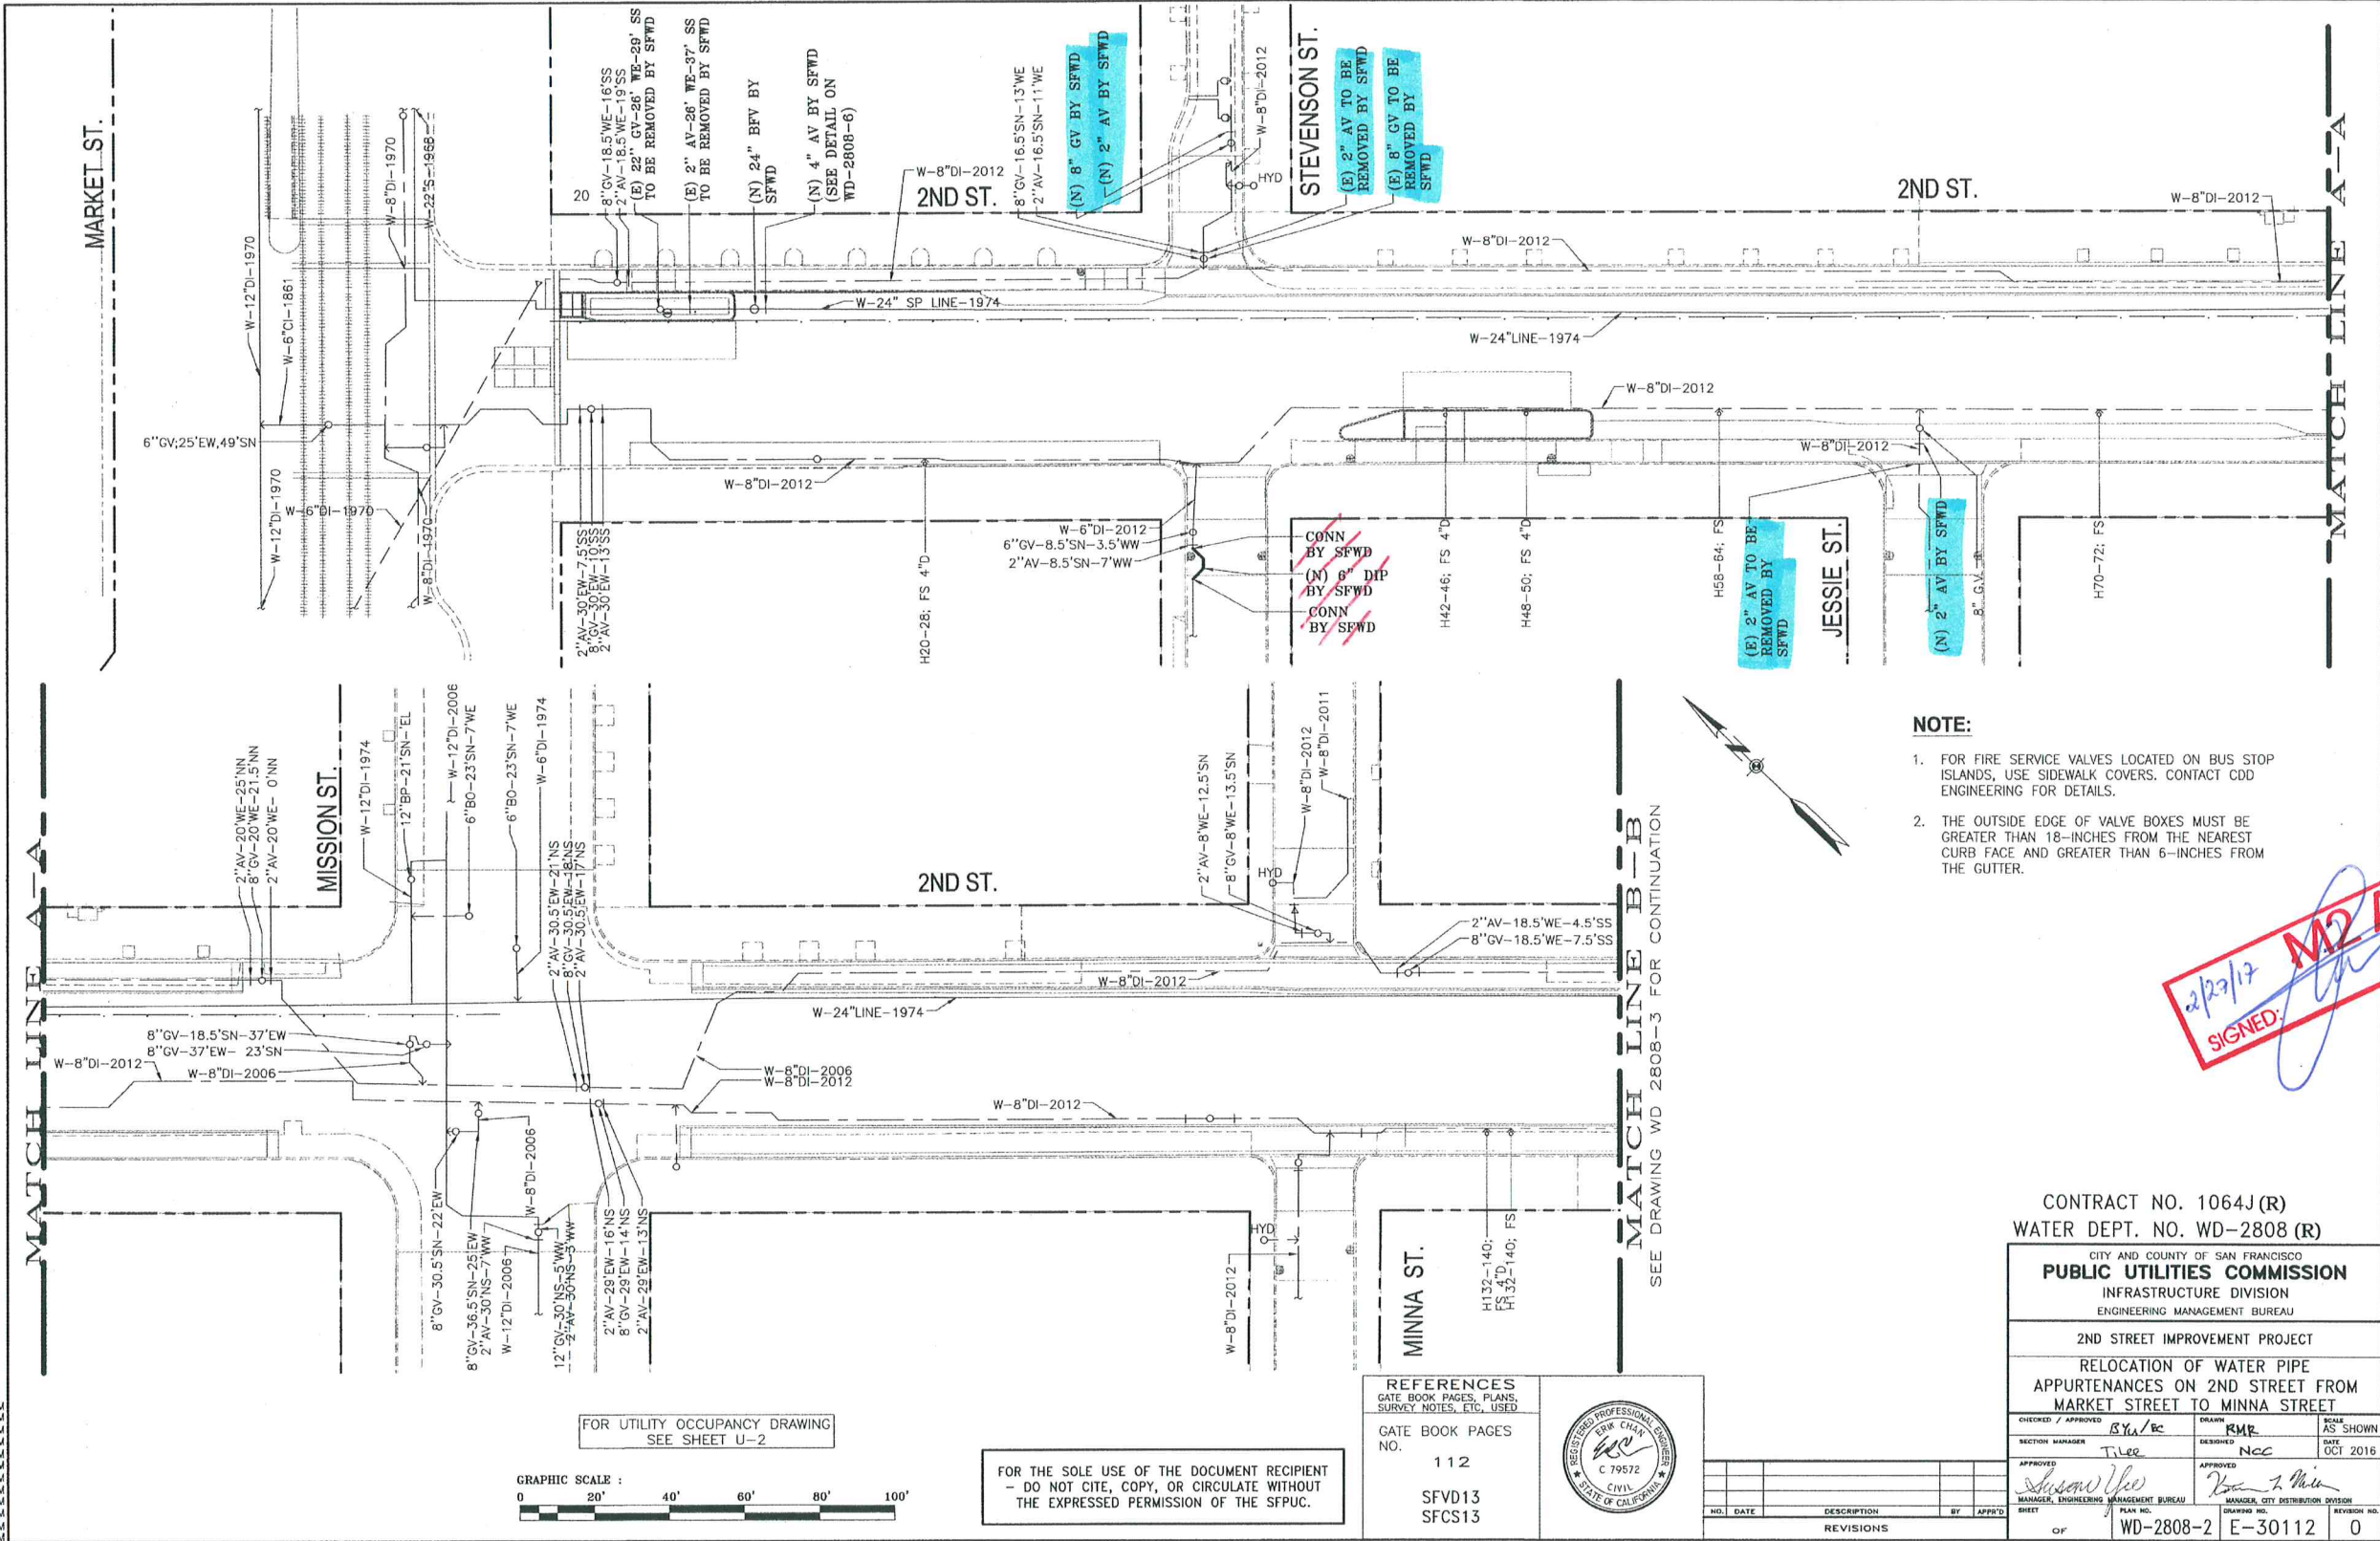 MARKET ST.
W-12"DI-1970
W-6"CI-1861
6''GV;25'EW,49'SN
W-12"DI-1970
W-6"DI-1970
W-8"DI-1970
W-8"DI-1970
W-22"S-1968
20
8''GV-18.5'WE-16'SS
2''AV-18.5'WE-19'SS
(E) 22" GV-26' WE-29' SS
TO BE REMOVED BY SFWD
(E) 2" AV-26' WE-37' SS
TO BE REMOVED BY SFWD
(N) 24" BFV BY
SFWD
(N) 4" AV BY SFWD
(SEE DETAIL ON
WD-2808-6)
W-8"DI-2012
2ND ST.
8''GV-16.5'SN-13'WE
2''AV-16.5'SN-11'WE
(N) 8" GV BY SFWD
(N) 2" AV BY SFWD
W-8"DI-2012
HYD
STEVENSON ST.
(E) 2" AV TO BE
REMOVED BY SFWD
(E) 8" GV TO BE
REMOVED BY
SFWD
2ND ST.
W-8"DI-2012
W-8"DI-2012
W-24" SP LINE-1974
W-24"LINE-1974
W-8"DI-2012
W-8"DI-2012
W-8"DI-2012
2''AV-30'EW-7.5'SS
8''GV-30'EW-10'SS
2''AV-30'EW-13'SS
H20-28; FS 4"D
W-6"DI-2012
6''GV-8.5'SN-3.5'WW
2''AV-8.5'SN-7'WW
CONN
BY SFWD
(N) 6" DIP
BY SFWD
CONN
BY SFWD
H42-46; FS 4"D
H48-50; FS 4"D
H58-64; FS
(E) 2" AV TO BE
REMOVED BY
SFWD
JESSIE ST.
(N) 2" AV BY SFWD
8" G.V.
H70-72; FS
MATCH LINE A-A
MATCH LINE A-A
2''AV-20'WE-25'NN
8''GV-20'WE-21.5'NN
2''AV-20'WE- 0'NN
MISSION ST.
W-12"DI-1974
12''BP-21'SN-'EL
W-12"DI-2006
6''BO-23'SN-7'WE
6''BO-23'SN-7'WE
W-6"DI-1974
2''AV-30.5'EW-21'NS
8''GV-30.5'EW-18'NS
2''AV-30.5'EW-17'NS
2ND ST.
2''AV-8'WE-12.5'SN
8''GV-8'WE-13.5'SN
HYD
W-8"DI-2012
W-8"DI-2011
2''AV-18.5'WE-4.5'SS
8''GV-18.5'WE-7.5'SS
W-8"DI-2012
W-24"LINE-1974
8''GV-18.5'SN-37'EW
8''GV-37'EW- 23'SN
W-8"DI-2012
W-8"DI-2006
W-8"DI-2006
W-8"DI-2012
W-8"DI-2012
8''GV-30.5'SN-22'EW
8''GV-36.5'SN-25'EW
2''AV-30'NS-7'WW
W-12"DI-2006
W-8"DI-2006
12''GV-30'NS-5'WW
2''AV-30'NS-3'WW
2''AV-29'EW-16'NS
8''GV-29'EW-14'NS
2''AV-29'EW-13'NS
HYD
W-8"DI-2012
MINNA ST.
H132-140;
FS 4"D
H132-140; FS
MATCH LINE B-B
SEE DRAWING WD 2808-3 FOR CONTINUATION
NOTE:
1. FOR FIRE SERVICE VALVES LOCATED ON BUS STOP
ISLANDS, USE SIDEWALK COVERS. CONTACT CDD
ENGINEERING FOR DETAILS.
2. THE OUTSIDE EDGE OF VALVE BOXES MUST BE
GREATER THAN 18-INCHES FROM THE NEAREST
CURB FACE AND GREATER THAN 6-INCHES FROM
THE GUTTER.
M2
2/27/17
SIGNED:
CONTRACT NO. 1064J (R)
WATER DEPT. NO. WD-2808 (R)
CITY AND COUNTY OF SAN FRANCISCO
PUBLIC UTILITIES COMMISSION
INFRASTRUCTURE DIVISION
ENGINEERING MANAGEMENT BUREAU
2ND STREET IMPROVEMENT PROJECT
RELOCATION OF WATER PIPE
APPURTENANCES ON 2ND STREET FROM
MARKET STREET TO MINNA STREET
CHECKED / APPROVED BYu/EC
DRAWN RMR
SCALE AS SHOWN
SECTION MANAGER T.Lee
DESIGNED NCC
DATE OCT 2016
APPROVED Susan Yee
MANAGER, ENGINEERING MANAGEMENT BUREAU
APPROVED
MANAGER, CITY DISTRIBUTION DIVISION
SHEET OF
PLAN NO. WD-2808-2
DRAWING NO. E-30112
REVISION NO. 0
FOR UTILITY OCCUPANCY DRAWING
SEE SHEET U-2
GRAPHIC SCALE :
0 20' 40' 60' 80' 100'
FOR THE SOLE USE OF THE DOCUMENT RECIPIENT
- DO NOT CITE, COPY, OR CIRCULATE WITHOUT
THE EXPRESSED PERMISSION OF THE SFPUC.
REFERENCES
GATE BOOK PAGES, PLANS,
SURVEY NOTES, ETC, USED
GATE BOOK PAGES
NO.
112
SFVD13
SFCS13
REGISTERED PROFESSIONAL ENGINEER
ERIK CHAN
C 79572
CIVIL
STATE OF CALIFORNIA
NO. DATE DESCRIPTION BY APPR'D
REVISIONS